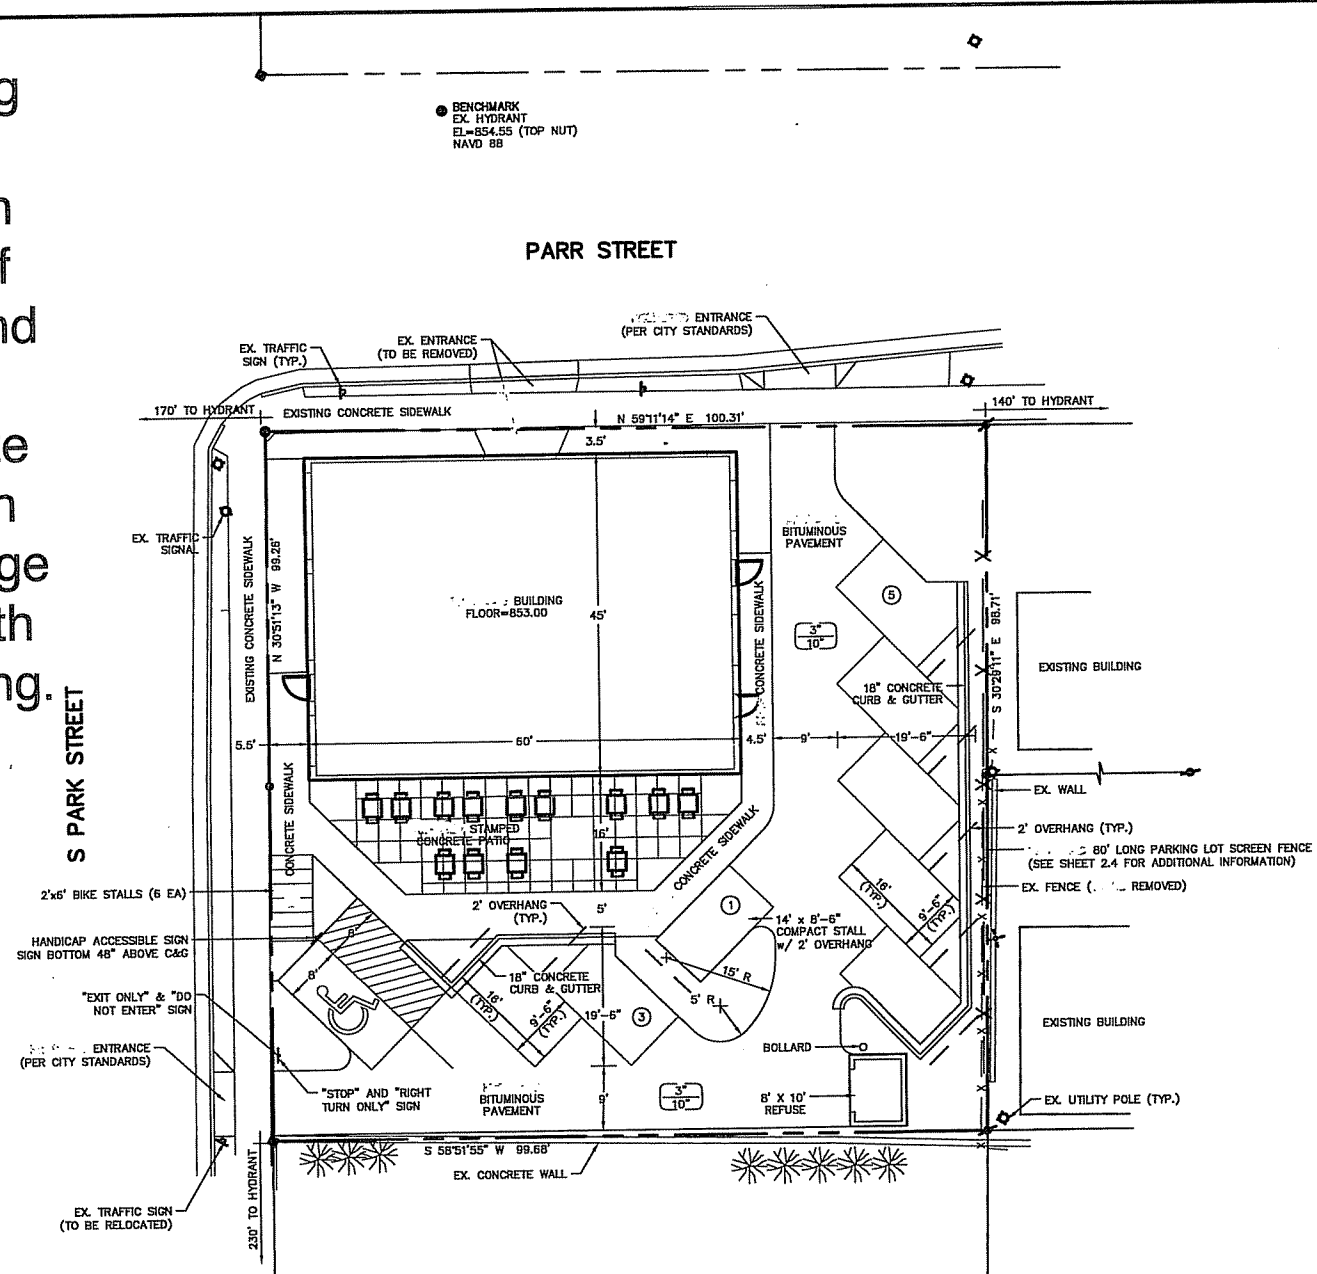 g
n
f
nd
e
n
ge
th
ng.
BENCHMARK
EX. HYDRANT
EL=854.55 (TOP NUT)
NAVD 88
PARR STREET
ENTRANCE
(PER CITY STANDARDS)
EX. ENTRANCE
(TO BE REMOVED)
EX. TRAFFIC
SIGN (TYP.)
170' TO HYDRANT
EXISTING CONCRETE SIDEWALK
N 59°11'14" E 100.31'
140' TO HYDRANT
3.5'
EX. TRAFFIC
SIGNAL
EXISTING CONCRETE SIDEWALK
N 30°51'13" W 99.26'
BITUMINOUS
PAVEMENT
BUILDING
FLOOR=853.00
45'
CONCRETE SIDEWALK
5
3"
10"
S 30°29'11" E 98.71'
EXISTING BUILDING
18" CONCRETE
CURB & GUTTER
S PARK STREET
5.5'
60'
4.5'
9'
19'-6"
EX. WALL
CONCRETE SIDEWALK
STAMPED
CONCRETE PATIO
16'
CONCRETE SIDEWALK
2' OVERHANG (TYP.)
80' LONG PARKING LOT SCREEN FENCE
(SEE SHEET 2.4 FOR ADDITIONAL INFORMATION)
EX. FENCE ( REMOVED)
2'x6' BIKE STALLS (6 EA)
16'
(TYP.)
9'-6"
(TYP.)
2' OVERHANG
(TYP.)
5'
1
14' x 8'-6"
COMPACT STALL
w/ 2' OVERHANG
HANDICAP ACCESSIBLE SIGN
SIGN BOTTOM 48" ABOVE C&G
8'
8'
18" CONCRETE
CURB & GUTTER
15' R
5' R
"EXIT ONLY" & "DO
NOT ENTER" SIGN
16'
(TYP.)
9'-6"
(TYP.)
19'-6"
3
EXISTING BUILDING
ENTRANCE
(PER CITY STANDARDS)
BOLLARD
"STOP" AND "RIGHT
TURN ONLY" SIGN
BITUMINOUS
PAVEMENT
9'
3"
10"
8' X 10'
REFUSE
EX. UTILITY POLE (TYP.)
S 58°51'55" W 99.68'
EX. CONCRETE WALL
230' TO HYDRANT
EX. TRAFFIC SIGN
(TO BE RELOCATED)